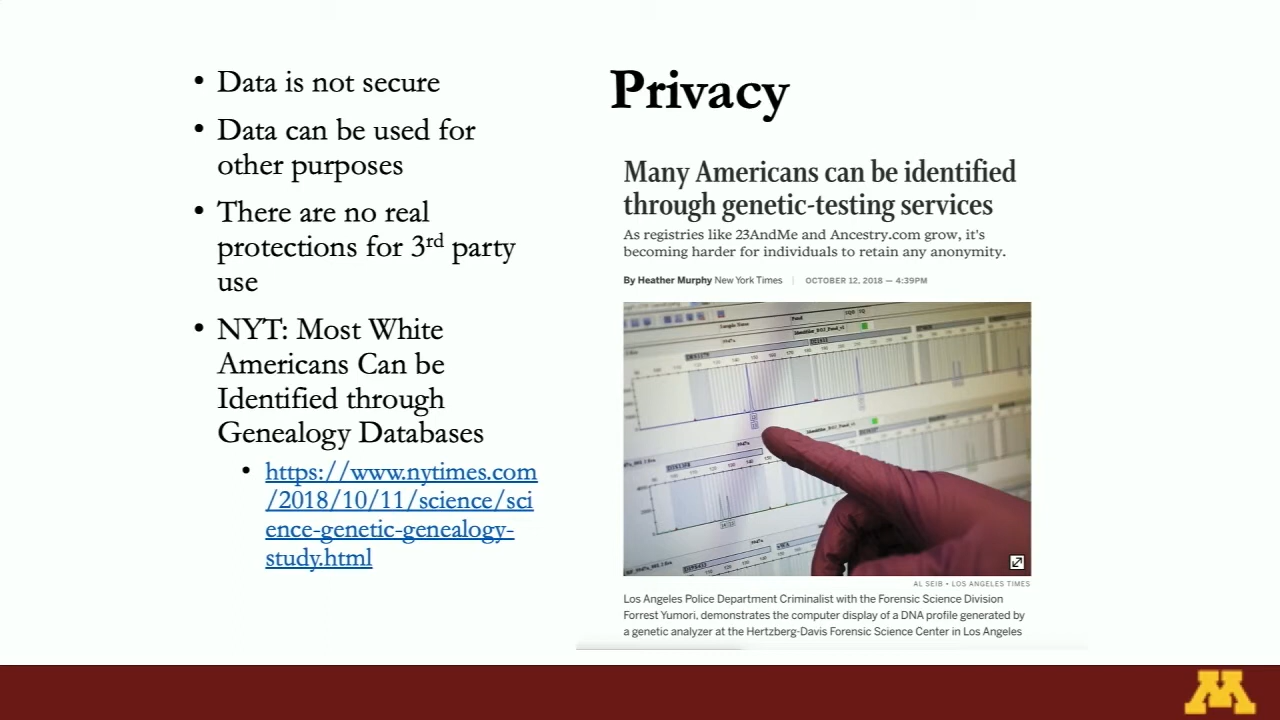 • Data is not secure
• Data can be used for
other purposes
• There are no real
protections for 3rd party
use
• NYT: Most White
Americans Can be
Identified through
Genealogy Databases
• https://www.nytimes.com
/2018/10/11/science/sci
ence-genetic-genealogy-
study.html
Privacy
Many Americans can be identified
through genetic-testing services
As registries like 23AndMe and Ancestry.com grow, it's
becoming harder for individuals to retain any anonymity.
By Heather Murphy New York Times | OCTOBER 12, 2018 — 4:39PM
AL SEIB • LOS ANGELES TIMES
Los Angeles Police Department Criminalist with the Forensic Science Division
Forrest Yumori, demonstrates the computer display of a DNA profile generated by
a genetic analyzer at the Hertzberg-Davis Forensic Science Center in Los Angeles
M